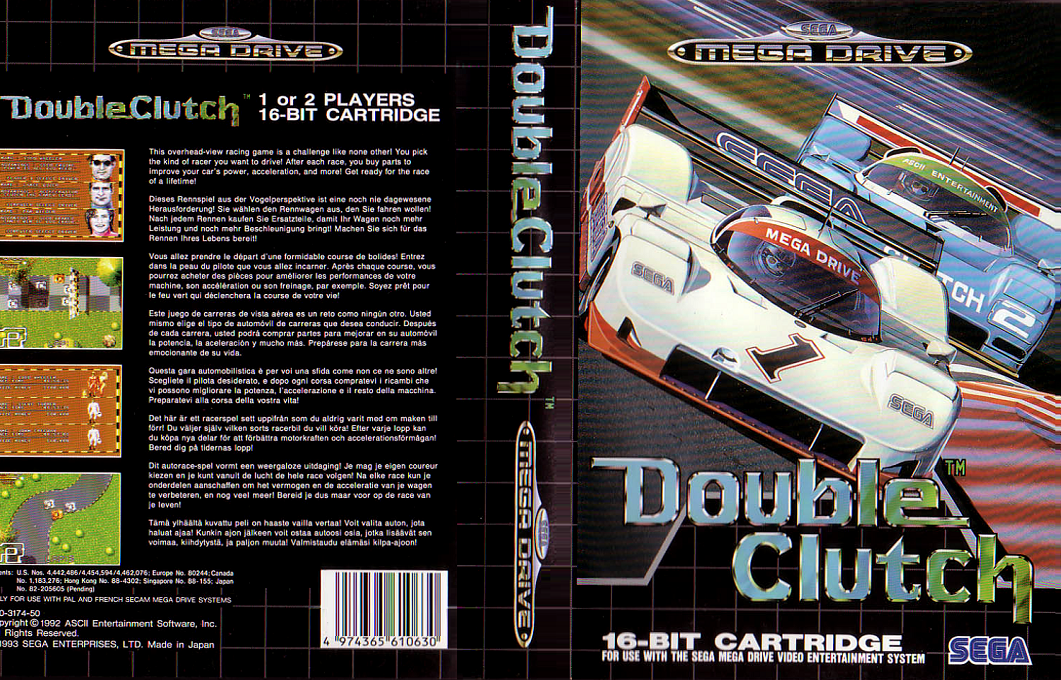 SEGA
MEGA DRIVE
Double Clutch™
1 or 2 PLAYERS
16-BIT CARTRIDGE
This overhead-view racing game is a challenge like none other! You pick
the kind of racer you want to drive! After each race, you buy parts to
improve your car's power, acceleration, and more! Get ready for the race
of a lifetime!
Dieses Rennspiel aus der Vogelperspektive ist eine noch nie dagewesene
Herausforderung! Sie wählen den Rennwagen aus, den Sie fahren wollen!
Nach jedem Rennen kaufen Sie Ersatzteile, damit Ihr Wagen noch mehr
Leistung und noch mehr Beschleunigung bringt! Machen Sie sich für das
Rennen Ihres Lebens bereit!
Vous allez prendre le départ d'une formidable course de bolides! Entrez
dans la peau du pilote que vous allez incarner. Après chaque course, vous
pourrez acheter des pièces pour améliorer les performances de votre
machine, son accélération ou son freinage, par exemple. Soyez prêt pour
le feu vert qui déclenchera la course de votre vie!
Este juego de carreras de vista aérea es un reto como ningún otro. Usted
mismo elige el tipo de automóvil de carreras que desea conducir. Después
de cada carrera, usted podrá comprar partes para mejorar en su automóvil
la potencia, la aceleración y mucho más. Prepárese para la carrera más
emocionante de su vida.
Questa gara automobilistica è per voi una sfida come non ce ne sono altre!
Scegliete il pilota desiderato, e dopo ogni corsa compratevi i ricambi che
vi possono migliorare la potenza, l'accelerazione e il resto della macchina.
Preparatevi alla corsa della vostra vita!
Det här är ett racerspel sett uppifrån som du aldrig varit med om maken till
förr! Du väljer själv vilken sorts racerbil du vill köra! Efter varje lopp kan
du köpa nya delar för att förbättra motorkraften och accelerationsförmågan!
Bered dig på tidernas lopp!
Dit autorace-spel vormt een weergaloze uitdaging! Je mag je eigen coureur
kiezen en je kunt vanuit de lucht de hele race volgen! Na elke race kun je
onderdelen aanschaffen om het vermogen en de acceleratie van je wagen
te verbeteren, en nog veel meer! Bereid je dus maar voor op de race van
je leven!
Tämä ylhäältä kuvattu peli on haaste vailla vertaa! Voit valita auton, jota
haluat ajaa! Kunkin ajon jälkeen voit ostaa autoosi osia, jotka lisäävät sen
voimaa, kiihdytystä, ja paljon muuta! Valmistaudu elämäsi kilpa-ajoon!
ents: U.S. Nos. 4,442,486/4,454,594/4,462,076; Europe No. 80244; Canada
No. 1,183,276; Hong Kong No. 88-4302; Singapore No. 88-155; Japan
No. 82-205605 (Pending)
LY FOR USE WITH PAL AND FRENCH SECAM MEGA DRIVE SYSTEMS
0-3174-50
pyright © 1992 ASCII Entertainment Software, Inc.
Rights Reserved.
1993 SEGA ENTERPRISES, LTD. Made in Japan
4 974365 610630
Double Clutch™
SEGA
MEGA DRIVE
SEGA
MEGA DRIVE
SEGA
ASCII ENTERTAINMENT
MEGA DRIVE
SEGA
TCH 2
1
SEGA
Double™
Clutch
16-BIT CARTRIDGE
FOR USE WITH THE SEGA MEGA DRIVE VIDEO ENTERTAINMENT SYSTEM
SEGA